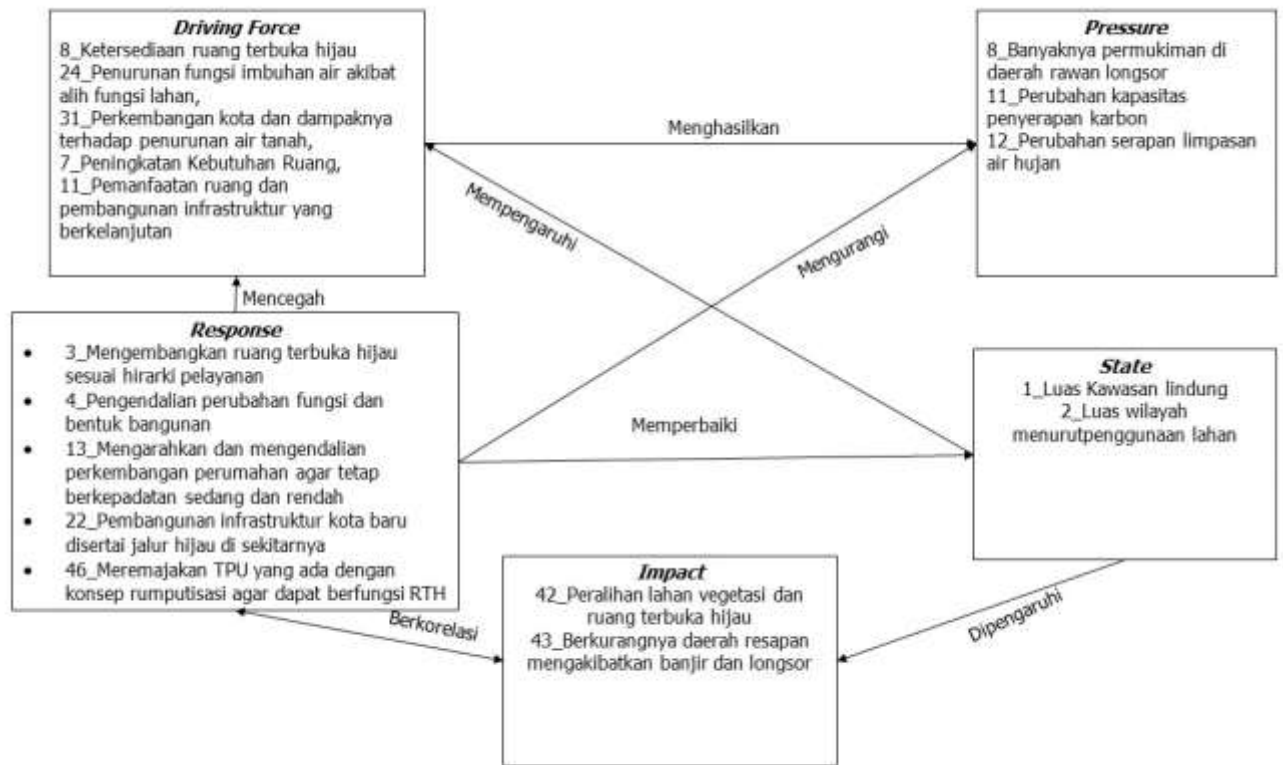 Driving Force
8_Ketersediaan ruang terbuka hijau
24_Penurunan fungsi imbuhan air akibat
alih fungsi lahan,
31_Perkembangan kota dan dampaknya
terhadap penurunan air tanah,
7_Peningkatan Kebutuhan Ruang,
11_Pemanfaatan ruang dan
pembangunan infrastruktur yang
berkelanjutan
Pressure
8_Banyaknya permukiman di
daerah rawan longsor
11_Perubahan kapasitas
penyerapan karbon
12_Perubahan serapan limpasan
air hujan
Menghasilkan
Mempengaruhi
Mengurangi
Mencegah
Response
• 3_Mengembangkan ruang terbuka hijau
sesuai hirarki pelayanan
• 4_Pengendalian perubahan fungsi dan
bentuk bangunan
• 13_Mengarahkan dan mengendalian
perkembangan perumahan agar tetap
berkepadatan sedang dan rendah
• 22_Pembangunan infrastruktur kota baru
disertai jalur hijau di sekitarnya
• 46_Meremajakan TPU yang ada dengan
konsep rumputisasi agar dapat berfungsi RTH
Memperbaiki
State
1_Luas Kawasan lindung
2_Luas wilayah
menurutpenggunaan lahan
Berkorelasi
Impact
42_Peralihan lahan vegetasi dan
ruang terbuka hijau
43_Berkurangnya daerah resapan
mengakibatkan banjir dan longsor
Dipengaruhi